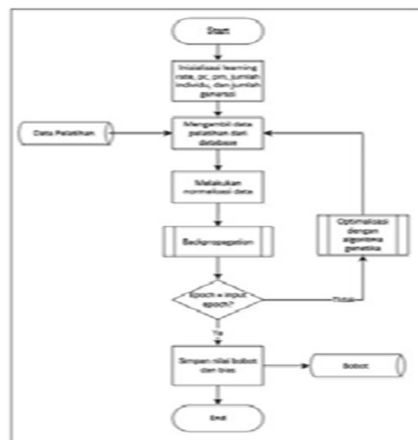 Start
Inisialisasi learning
rate, pc, pm, jumlah
individu, dan jumlah
generasi
Data Pelatihan
Mengambil data
pelatihan dari
database
Melakukan
normalisasi data
Backpropagation
Optimalisasi
dengan
algoritma
genetika
Epoch = input
epoch?
Tidak
Ya
Simpan nilai bobot
dan bias
Bobot
End